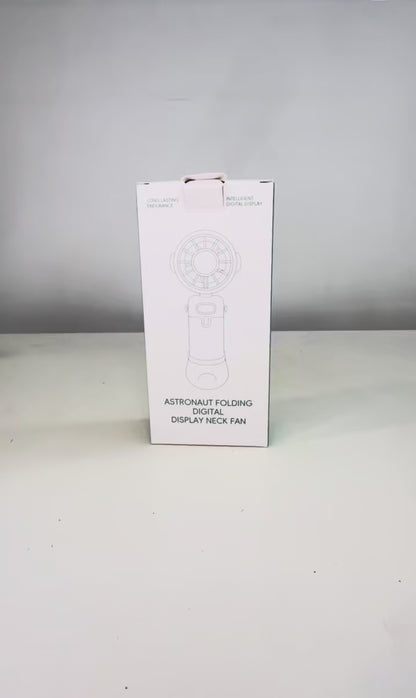 LONG LASTING
ENDURANCE
INTELLIGENT
DIGITAL DISPLAY
ASTRONAUT FOLDING
DIGITAL
DISPLAY NECK FAN